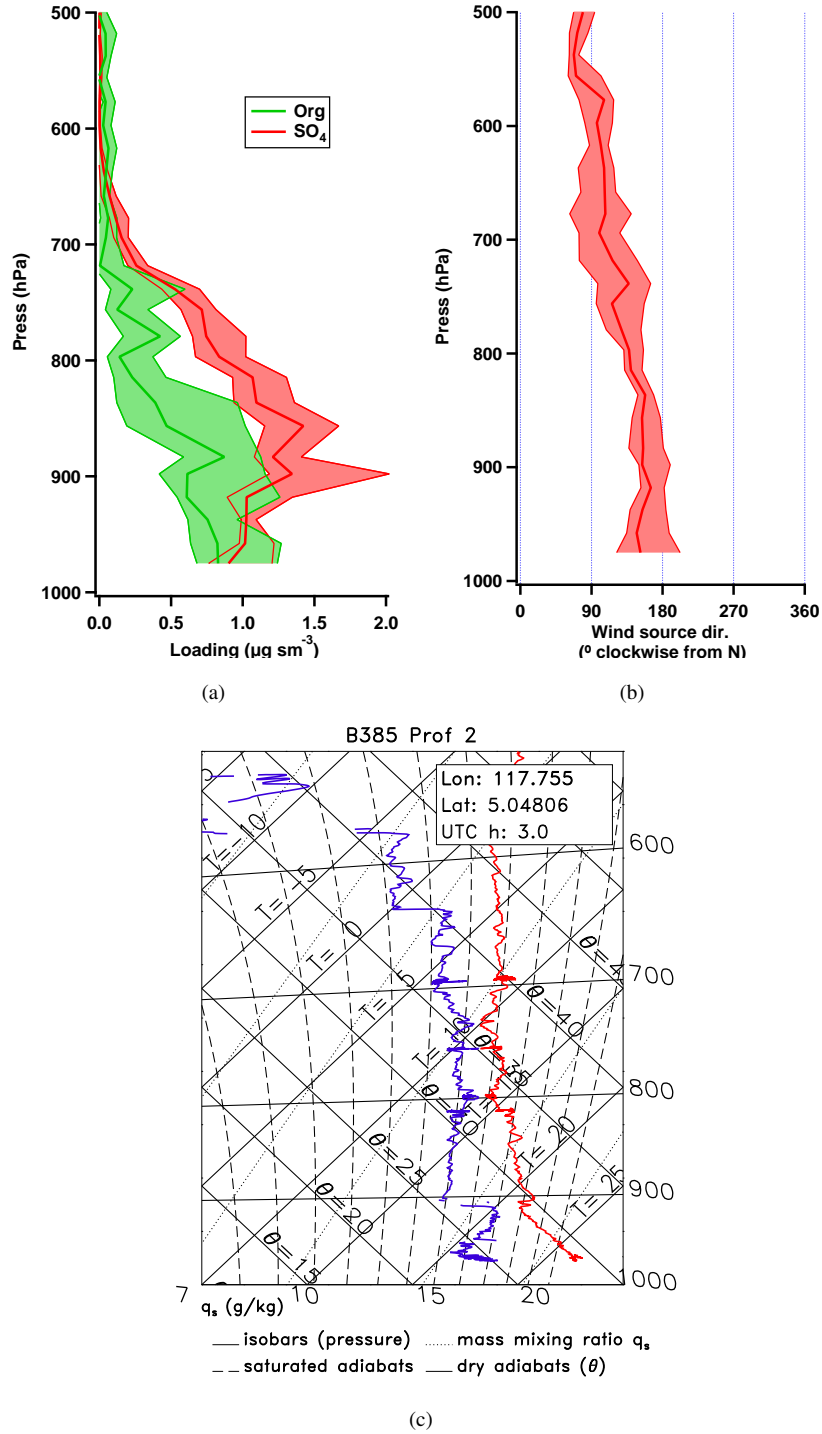 500
600
700
800
900
1000
Press (hPa)
Org
SO4
0.0 0.5 1.0 1.5 2.0
Loading (µg sm-3)
(a)
500
600
700
800
900
1000
Press (hPa)
0 90 180 270 360
Wind source dir.
(º clockwise from N)
(b)
B385 Prof 2
Lon: 117.755
Lat: 5.04806
UTC h: 3.0
600
700
800
900
1000
T=-10
T=-5
T=0
T=5
T=10
T=20
T=25
θ=4
θ=40
θ=35
θ=25
θ=20
θ=15
7 10 15 20
qs (g/kg)
isobars (pressure) mass mixing ratio qs
saturated adiabats dry adiabats (θ)
(c)